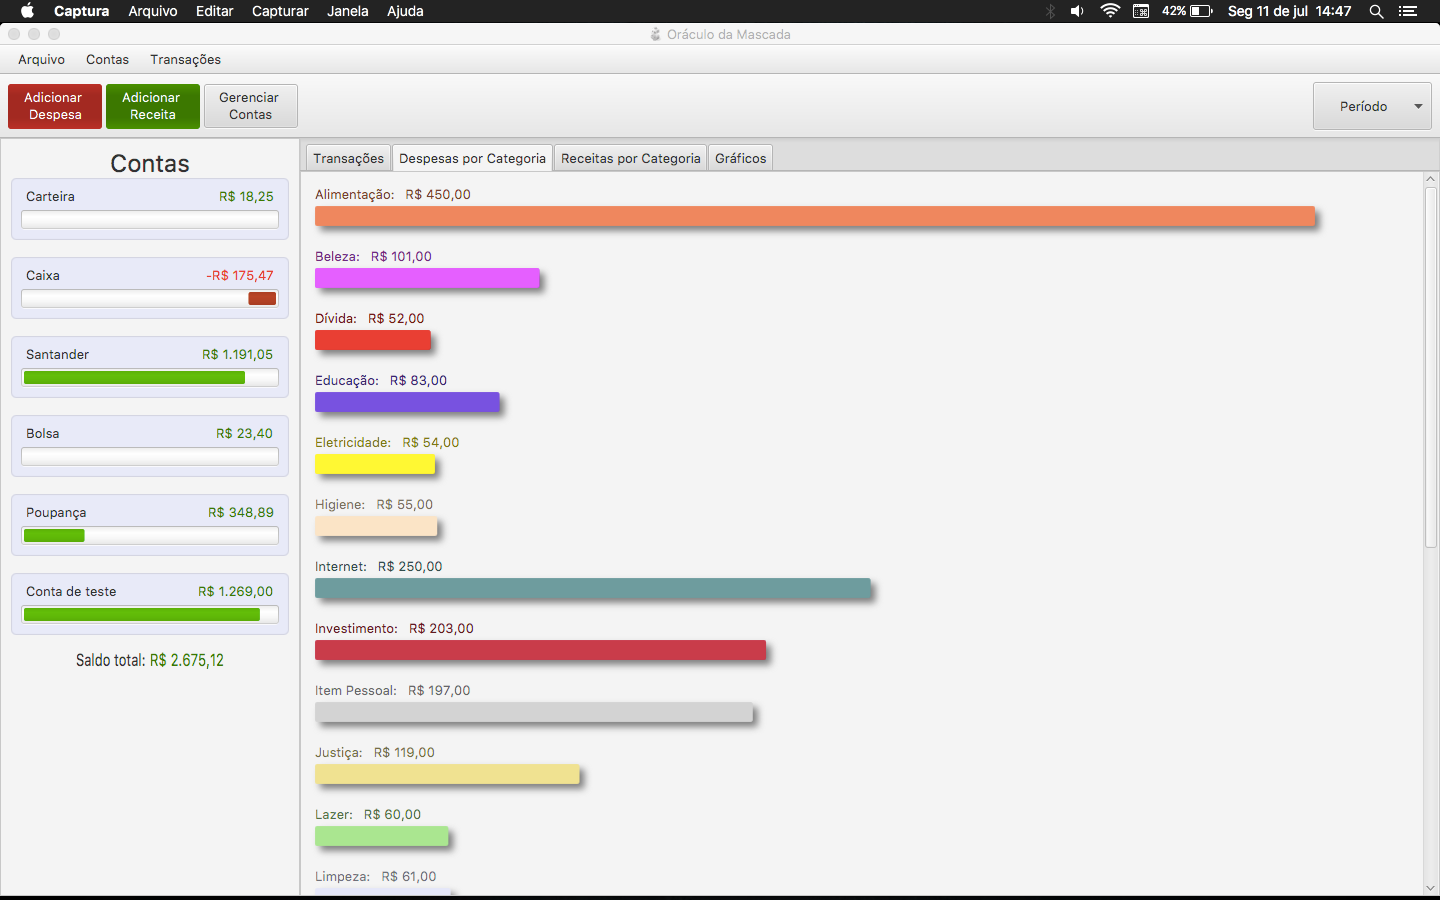 Captura Arquivo Editar Capturar Janela Ajuda 42% Seg 11 de jul 14:47
Oráculo da Mascada
Arquivo Contas Transações
Adicionar Despesa
Adicionar Receita
Gerenciar Contas
Período
Contas
Carteira R$ 18,25
Caixa -R$ 175,47
Santander R$ 1.191,05
Bolsa R$ 23,40
Poupança R$ 348,89
Conta de teste R$ 1.269,00
Saldo total: R$ 2.675,12
Transações Despesas por Categoria Receitas por Categoria Gráficos
Alimentação: R$ 450,00
Beleza: R$ 101,00
Dívida: R$ 52,00
Educação: R$ 83,00
Eletricidade: R$ 54,00
Higiene: R$ 55,00
Internet: R$ 250,00
Investimento: R$ 203,00
Item Pessoal: R$ 197,00
Justiça: R$ 119,00
Lazer: R$ 60,00
Limpeza: R$ 61,00